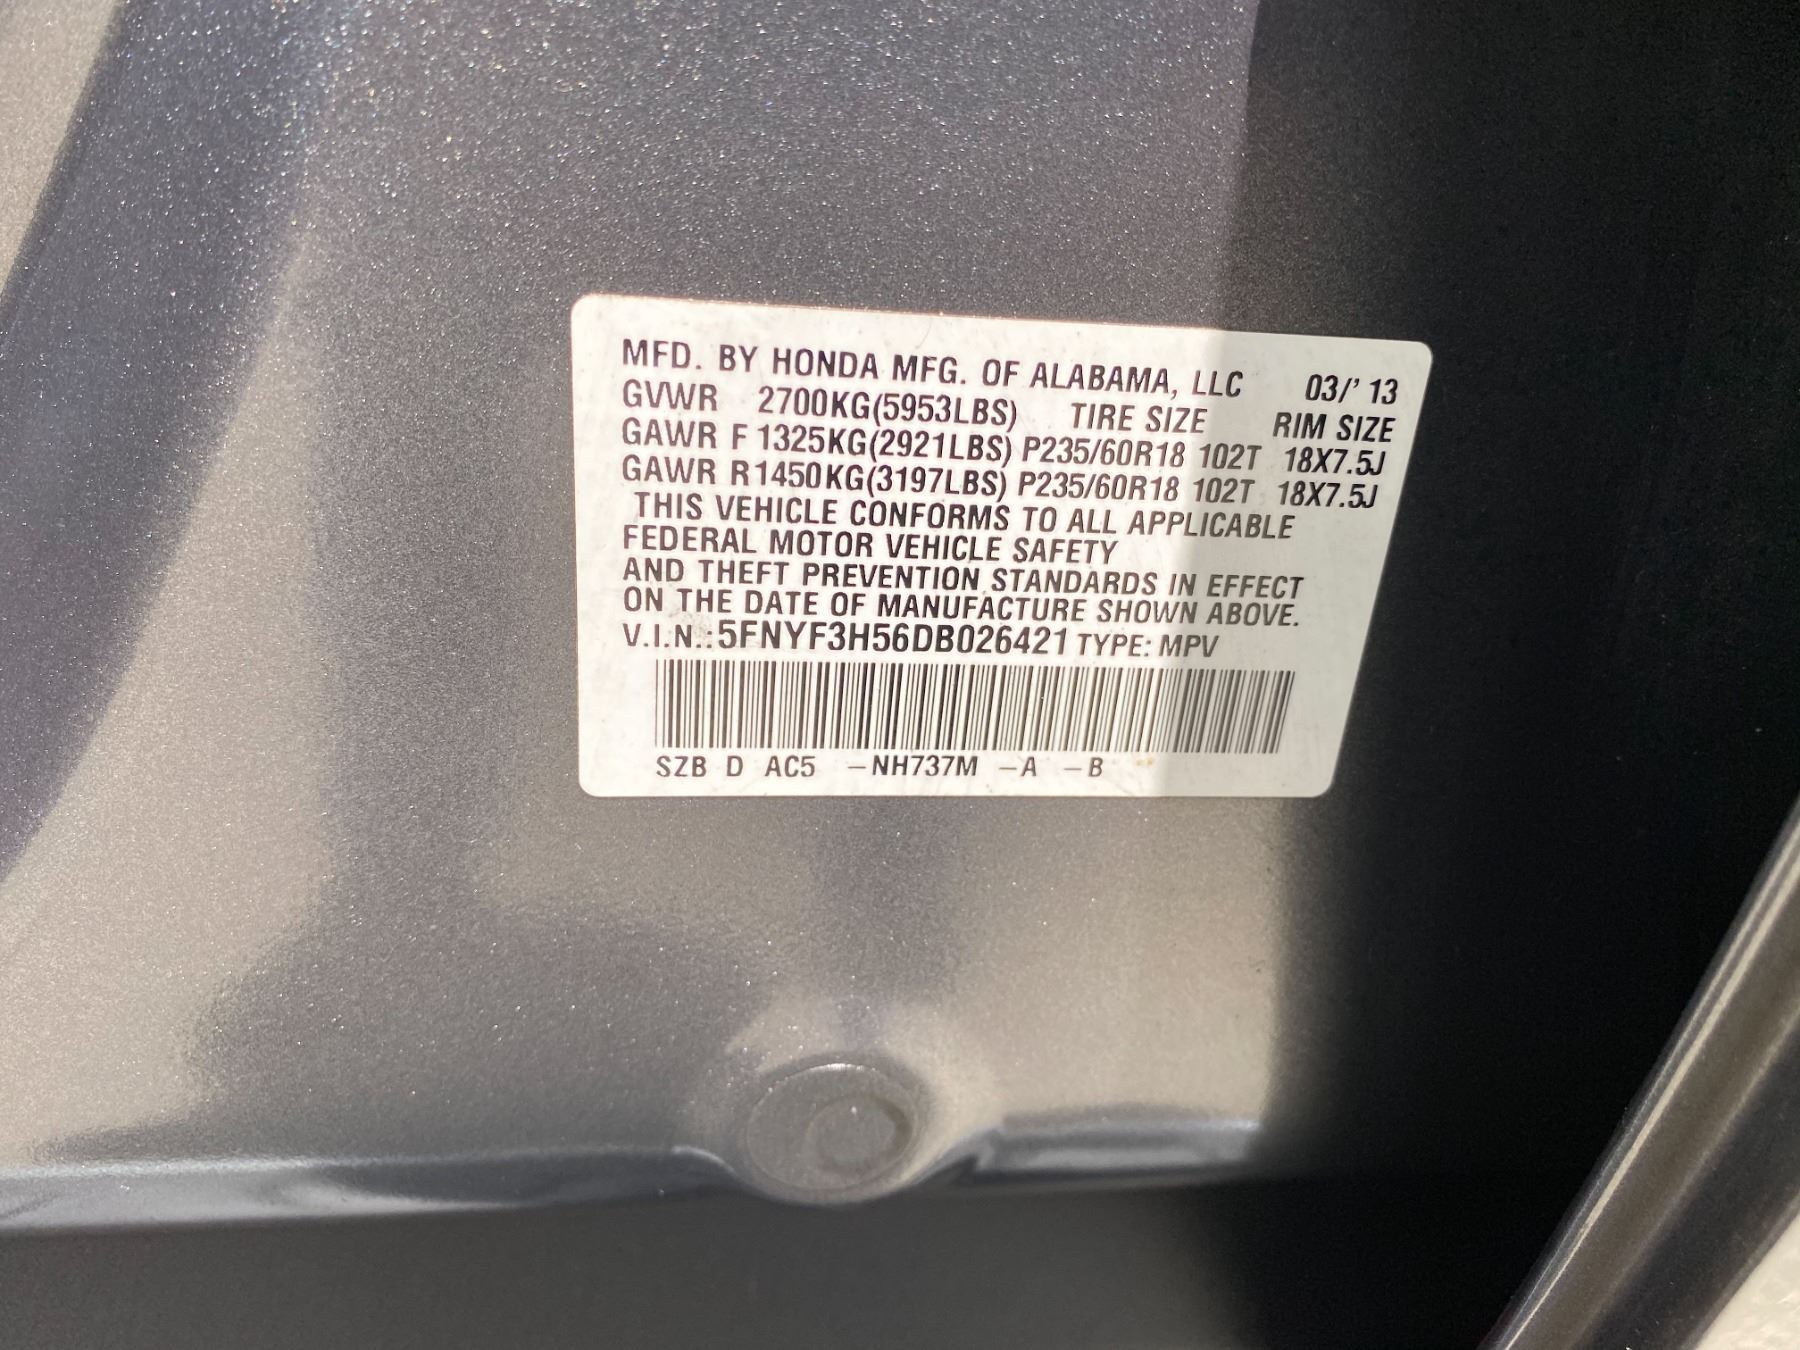 MFD. BY HONDA MFG. OF ALABAMA, LLC 03/' 13
GVWR 2700KG(5953LBS) TIRE SIZE RIM SIZE
GAWR F 1325KG(2921LBS) P235/60R18 102T 18X7.5J
GAWR R1450KG(3197LBS) P235/60R18 102T 18X7.5J
THIS VEHICLE CONFORMS TO ALL APPLICABLE
FEDERAL MOTOR VEHICLE SAFETY
AND THEFT PREVENTION STANDARDS IN EFFECT
ON THE DATE OF MANUFACTURE SHOWN ABOVE.
V.I.N.:5FNYF3H56DB026421 TYPE: MPV
SZB D AC5 -NH737M -A -B